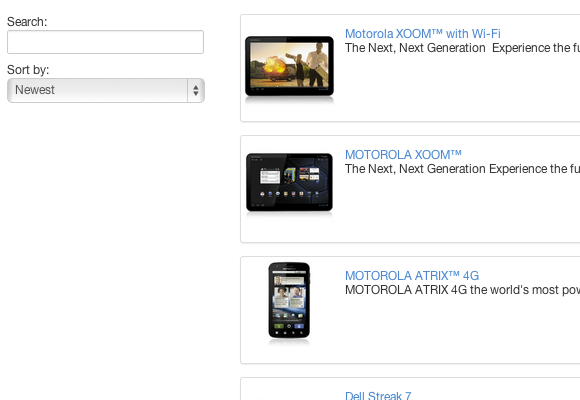 Search:
Sort by:
Newest
Motorola XOOM™ with Wi-Fi
The Next, Next Generation Experience the fu
MOTOROLA XOOM™
The Next, Next Generation Experience the fu
MOTOROLA ATRIX™ 4G
MOTOROLA ATRIX 4G the world's most pow
Dell Streak 7